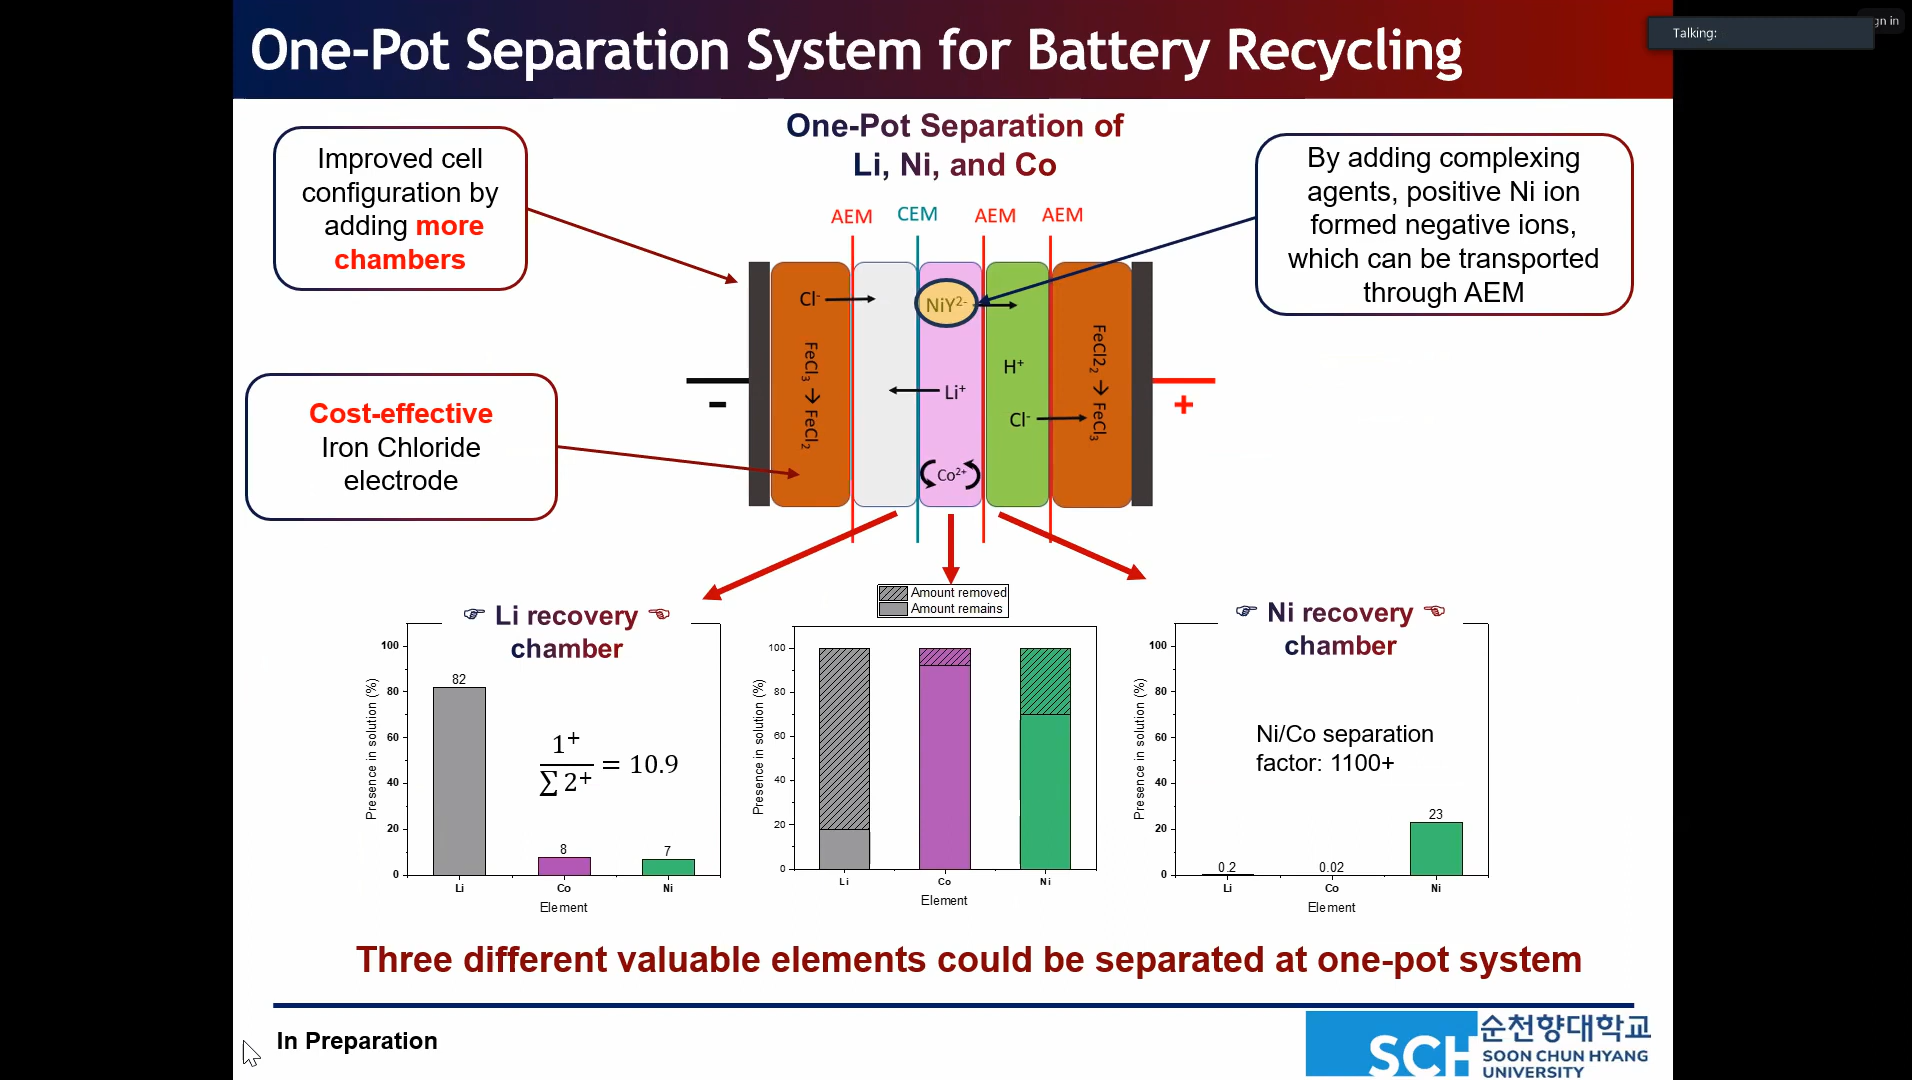 One-Pot Separation System for Battery Recycling
gn in
Talking:
Improved cell
configuration by
adding more
chambers
One-Pot Separation of
Li, Ni, and Co
By adding complexing
agents, positive Ni ion
formed negative ions,
which can be transported
through AEM
AEM
CEM
AEM
AEM
Cl-
NiY2-
FeCl3 → FeCl2
H+
FeCl22 → FeCl3
Li+
Cl-
Co2+
-
+
Cost-effective
Iron Chloride
electrode
Li recovery
chamber
Presence in solution (%)
100
80
60
40
20
0
82
8
7
1+ / ∑ 2+ = 10.9
Li
Co
Ni
Element
Amount removed
Amount remains
Presence in solution (%)
100
80
60
40
20
0
Li
Co
Ni
Element
Ni recovery
chamber
Presence in solution (%)
100
80
60
40
20
0
Ni/Co separation
factor: 1100+
0.2
0.02
23
Li
Co
Ni
Element
Three different valuable elements could be separated at one-pot system
In Preparation
SCH
순천향대학교
SOON CHUN HYANG
UNIVERSITY